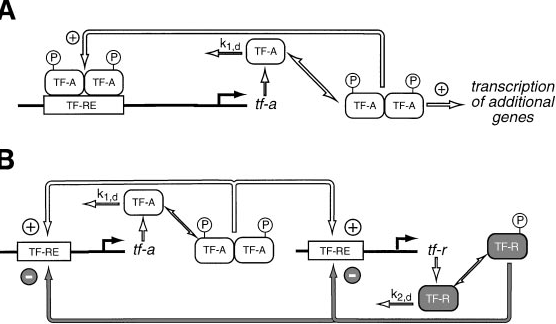 A
P P
+
TF-A TF-A
TF-RE
k1,d
TF-A
tf-a
P P
TF-A TF-A
+
transcription
of additional
genes
B
k1,d
TF-A
+
TF-RE
−
tf-a
P P
TF-A TF-A
+
TF-RE
−
tf-r
k2,d
TF-R
P
TF-R